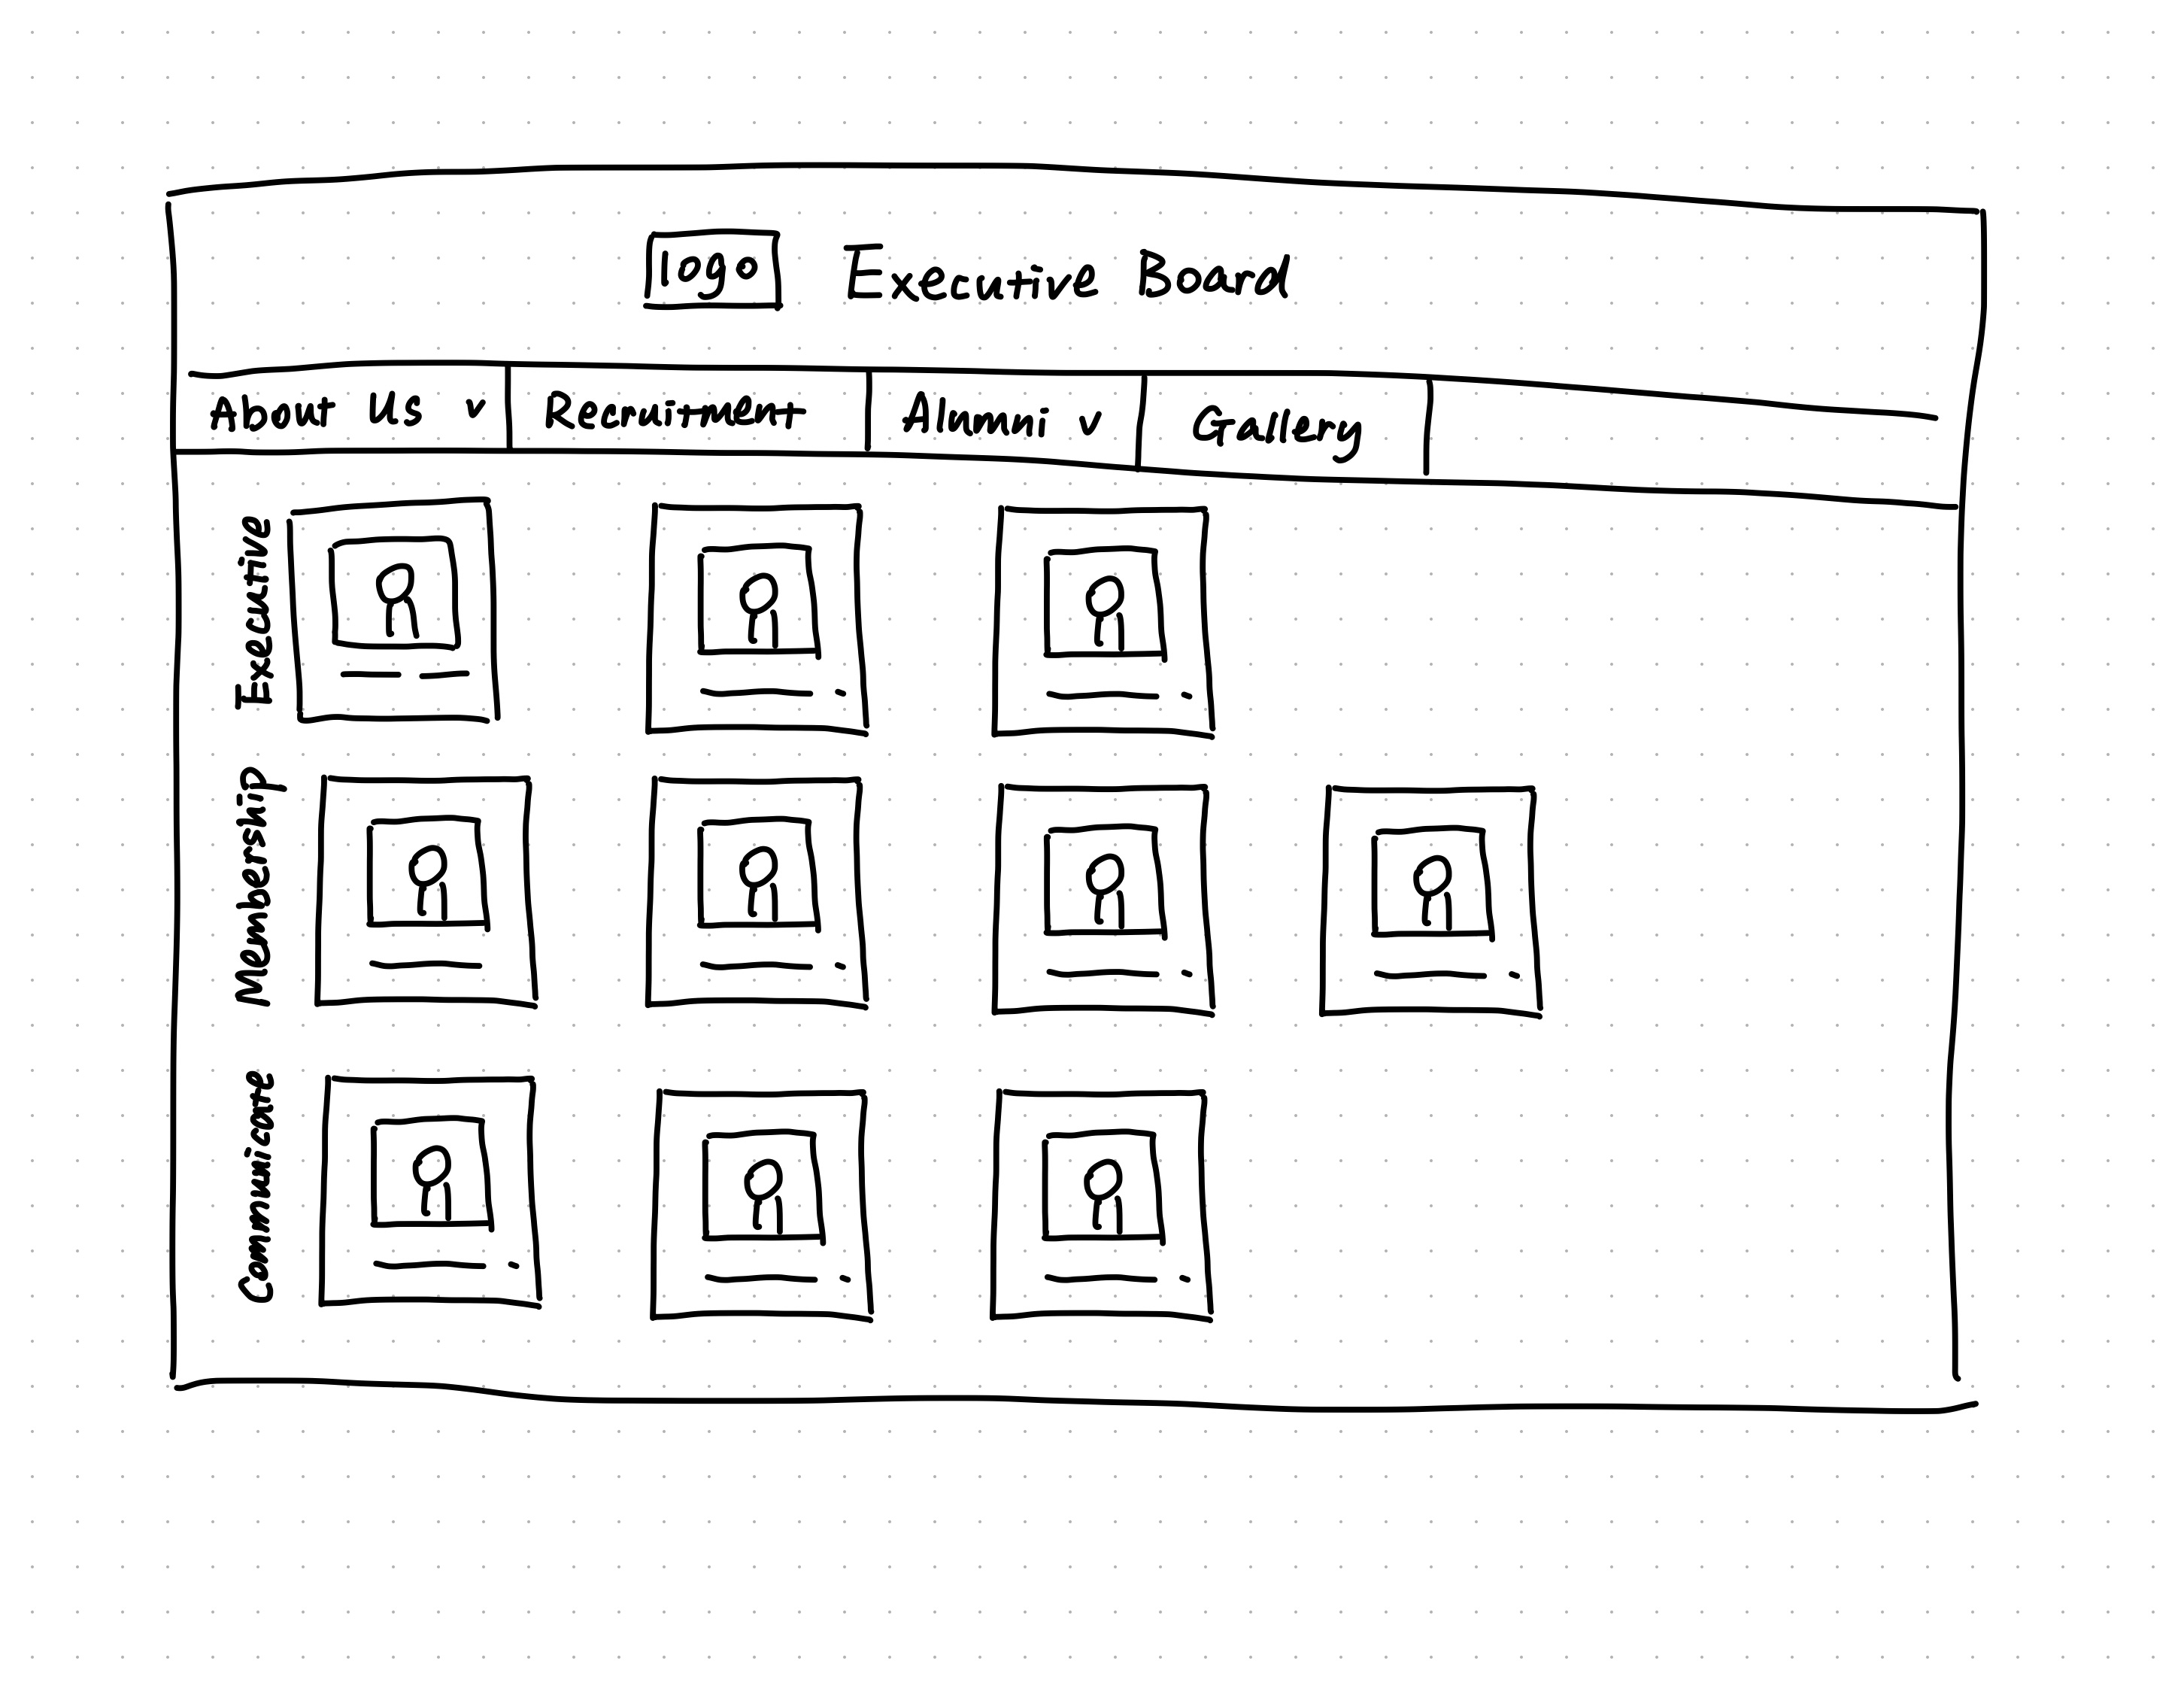 logo Executive Board
About Us v Recruitment Alumni v Gallery
Executive
Membership
Communicate